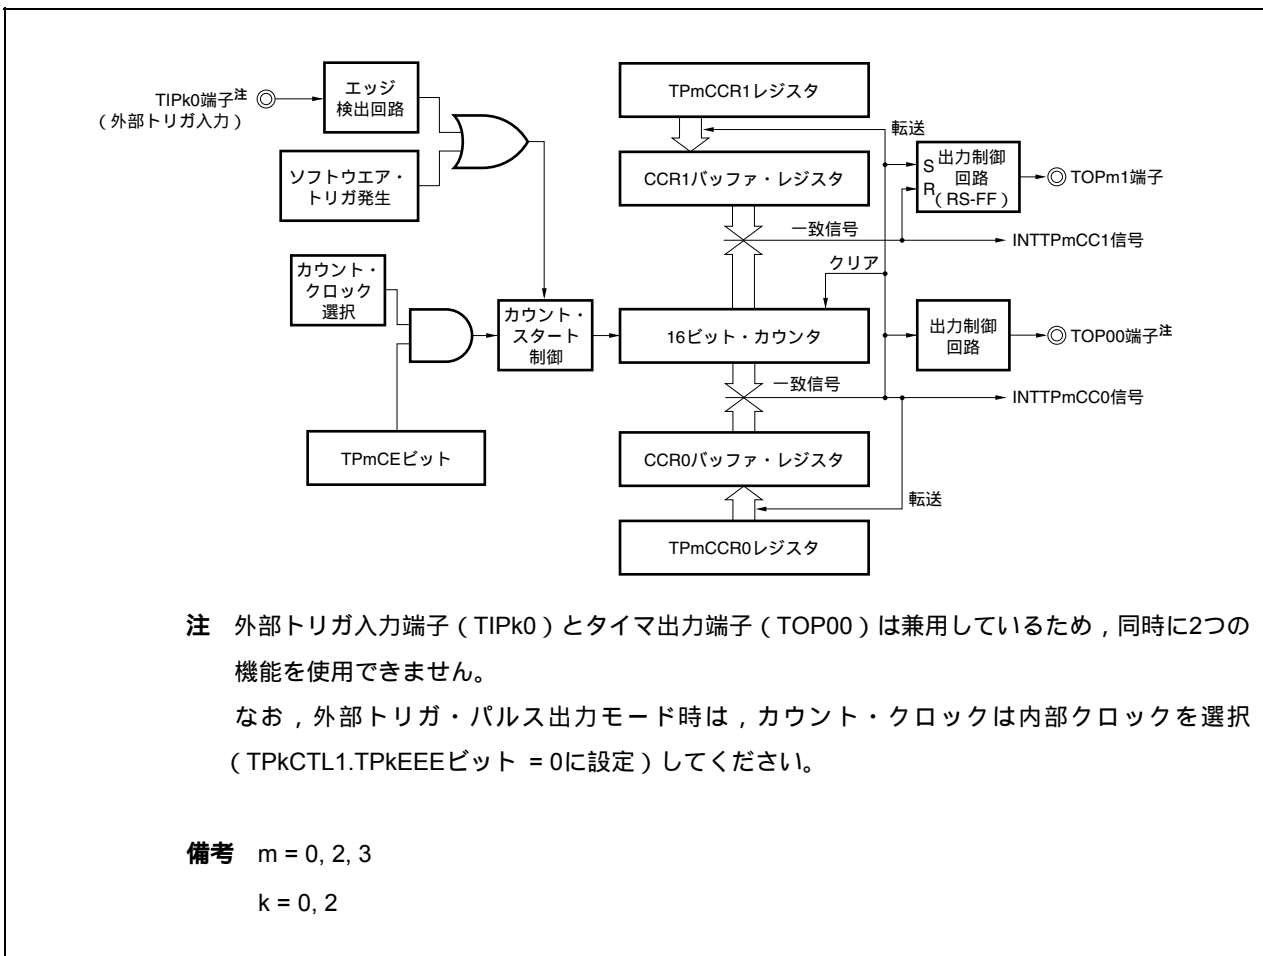 TIPk0端子注
（外部トリガ入力）
エッジ
検出回路
ソフトウエア・
トリガ発生
カウント・
クロック
選択
TPmCEビット
カウント・
スタート
制御
TPmCCR1レジスタ
転送
CCR1バッファ・レジスタ
一致信号
クリア
16ビット・カウンタ
一致信号
CCR0バッファ・レジスタ
転送
TPmCCR0レジスタ
S
R
出力制御
回路
（RS-FF）
TOPm1端子
INTTPmCC1信号
出力制御
回路
TOP00端子注
INTTPmCC0信号
注 外部トリガ入力端子（TIPk0）とタイマ出力端子（TOP00）は兼用しているため，同時に2つの
機能を使用できません。
なお，外部トリガ・パルス出力モード時は，カウント・クロックは内部クロックを選択
（TPkCTL1.TPkEEEビット = 0に設定）してください。
備考 m = 0, 2, 3
k = 0, 2